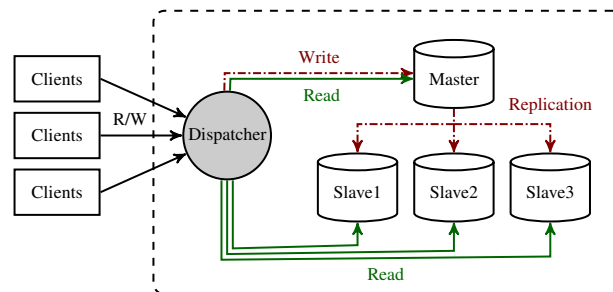 Write
Master
Clients
Read
Replication
R/W
Clients
Dispatcher
Clients
Slave1
Slave2
Slave3
Read